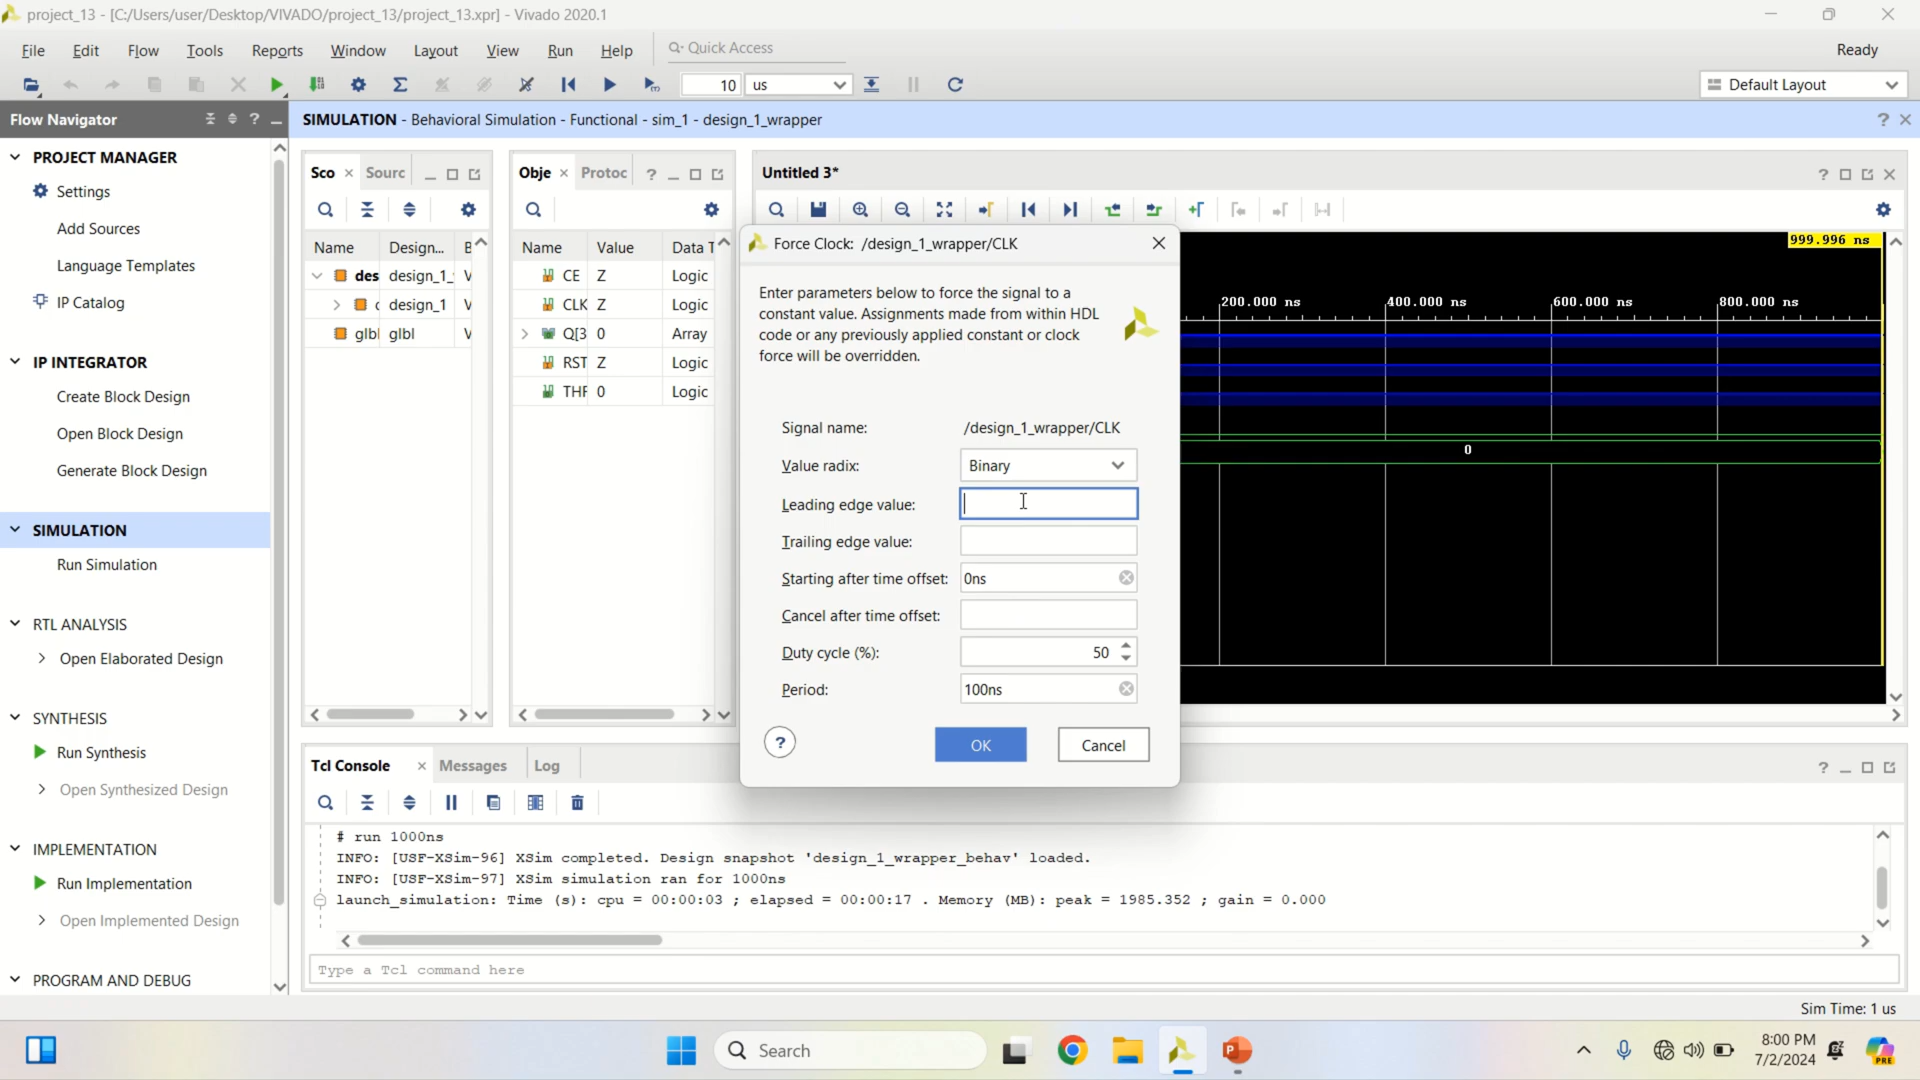 project_13 - [C:/Users/user/Desktop/VIVADO/project_13/project_13.xpr] - Vivado 2020.1
File Edit Flow Tools Reports Window Layout View Run Help Quick Access Ready
10 us Default Layout
Flow Navigator
SIMULATION - Behavioral Simulation - Functional - sim_1 - design_1_wrapper
PROJECT MANAGER
Settings
Add Sources
Language Templates
IP Catalog
IP INTEGRATOR
Create Block Design
Open Block Design
Generate Block Design
SIMULATION
Run Simulation
RTL ANALYSIS
Open Elaborated Design
SYNTHESIS
Run Synthesis
Open Synthesized Design
IMPLEMENTATION
Run Implementation
Open Implemented Design
PROGRAM AND DEBUG
Sco Sourc
Name Design...
des design_1_
design_1
glbl glbl
Obje Protoc
Name Value Data T
CE Z Logic
CLK Z Logic
Q[3 0 Array
RST Z Logic
THR 0 Logic
Untitled 3*
999.996 ns
200.000 ns 400.000 ns 600.000 ns 800.000 ns
0
Force Clock: /design_1_wrapper/CLK
Enter parameters below to force the signal to a
constant value. Assignments made from within HDL
code or any previously applied constant or clock
force will be overridden.
Signal name: /design_1_wrapper/CLK
Value radix: Binary
Leading edge value:
Trailing edge value:
Starting after time offset: 0ns
Cancel after time offset:
Duty cycle (%): 50
Period: 100ns
? OK Cancel
Tcl Console Messages Log
# run 1000ns
INFO: [USF-XSim-96] XSim completed. Design snapshot 'design_1_wrapper_behav' loaded.
INFO: [USF-XSim-97] XSim simulation ran for 1000ns
launch_simulation: Time (s): cpu = 00:00:03 ; elapsed = 00:00:17 . Memory (MB): peak = 1985.352 ; gain = 0.000
Type a Tcl command here
Sim Time: 1 us
Search
8:00 PM
7/2/2024
PRE